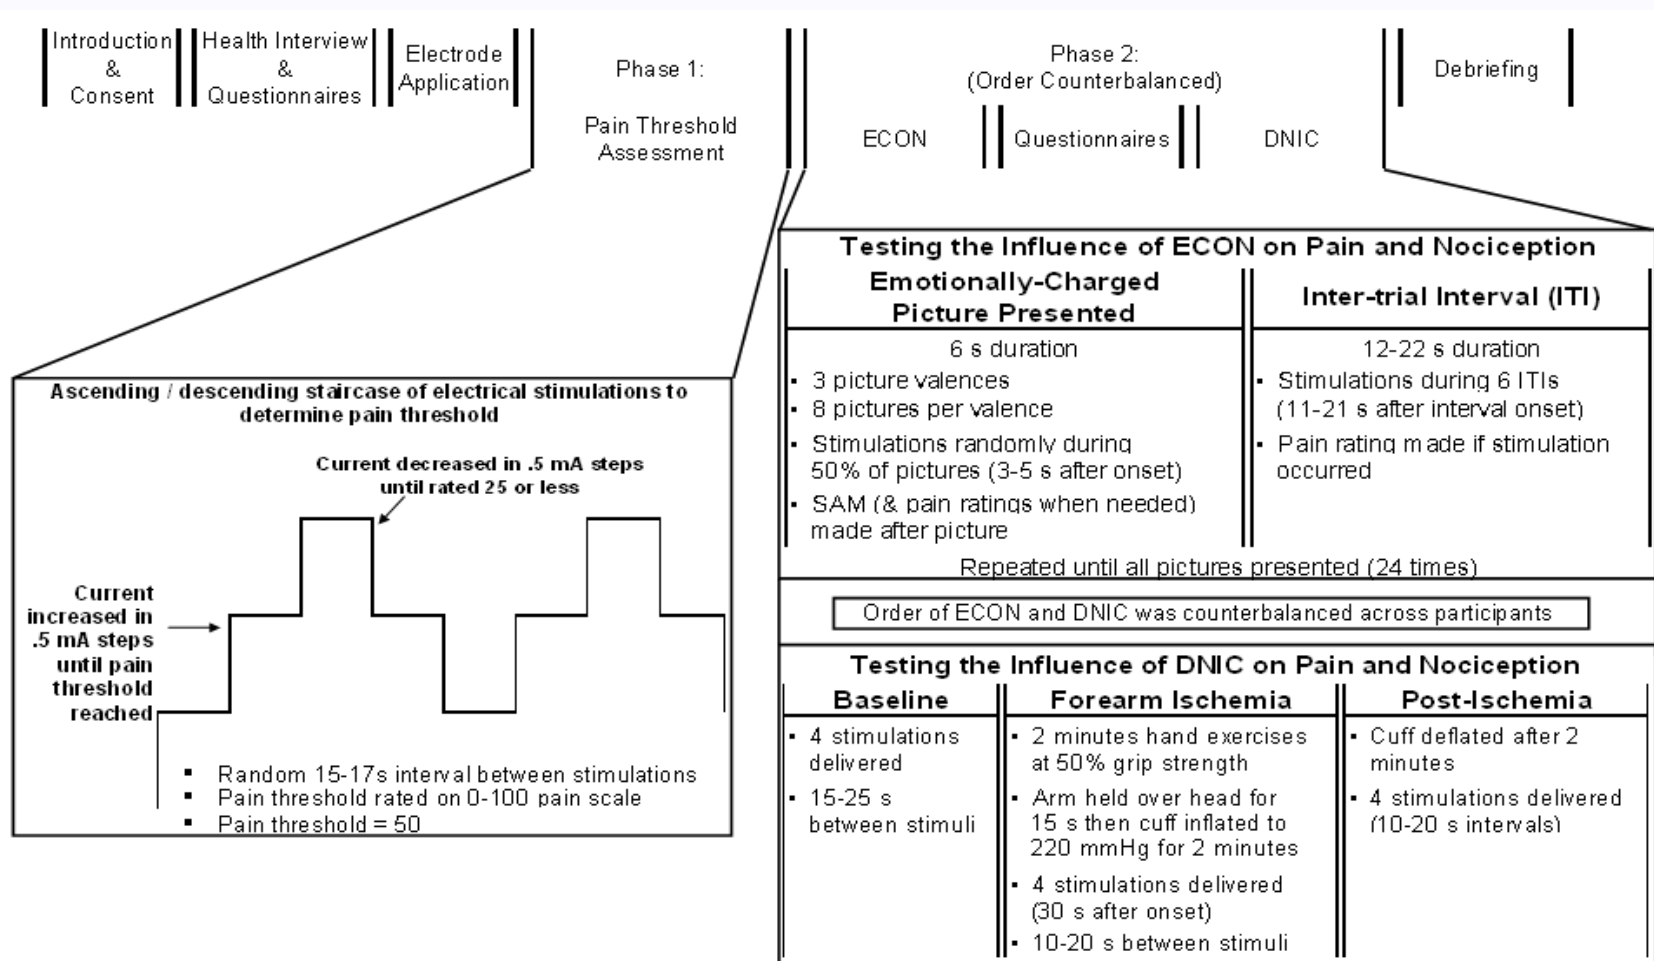 Introduction
&
Consent
Health Interview
&
Questionnaires
Electrode
Application
Phase 1:
Pain Threshold
Assessment
Phase 2:
(Order Counterbalanced)
ECON
Questionnaires
DNIC
Debriefing
Ascending / descending staircase of electrical stimulations to
determine pain threshold
Current decreased in .5 mA steps
until rated 25 or less
Current
increased in
.5 mA steps
until pain
threshold
reached
▪ Random 15-17s interval between stimulations
▪ Pain threshold rated on 0-100 pain scale
▪ Pain threshold = 50
Testing the Influence of ECON on Pain and Nociception
Emotionally-Charged
Picture Presented
6 s duration
▪ 3 picture valences
▪ 8 pictures per valence
▪ Stimulations randomly during
50% of pictures (3-5 s after onset)
▪ SAM (& pain ratings when needed)
made after picture
Inter-trial Interval (ITI)
12-22 s duration
▪ Stimulations during 6 ITIs
(11-21 s after interval onset)
▪ Pain rating made if stimulation
occurred
Repeated until all pictures presented (24 times)
Order of ECON and DNIC was counterbalanced across participants
Testing the Influence of DNIC on Pain and Nociception
Baseline
▪ 4 stimulations
delivered
▪ 15-25 s
between stimuli
Forearm Ischemia
▪ 2 minutes hand exercises
at 50% grip strength
▪ Arm held over head for
15 s then cuff inflated to
220 mmHg for 2 minutes
▪ 4 stimulations delivered
(30 s after onset)
▪ 10-20 s between stimuli
Post-Ischemia
▪ Cuff deflated after 2
minutes
▪ 4 stimulations delivered
(10-20 s intervals)